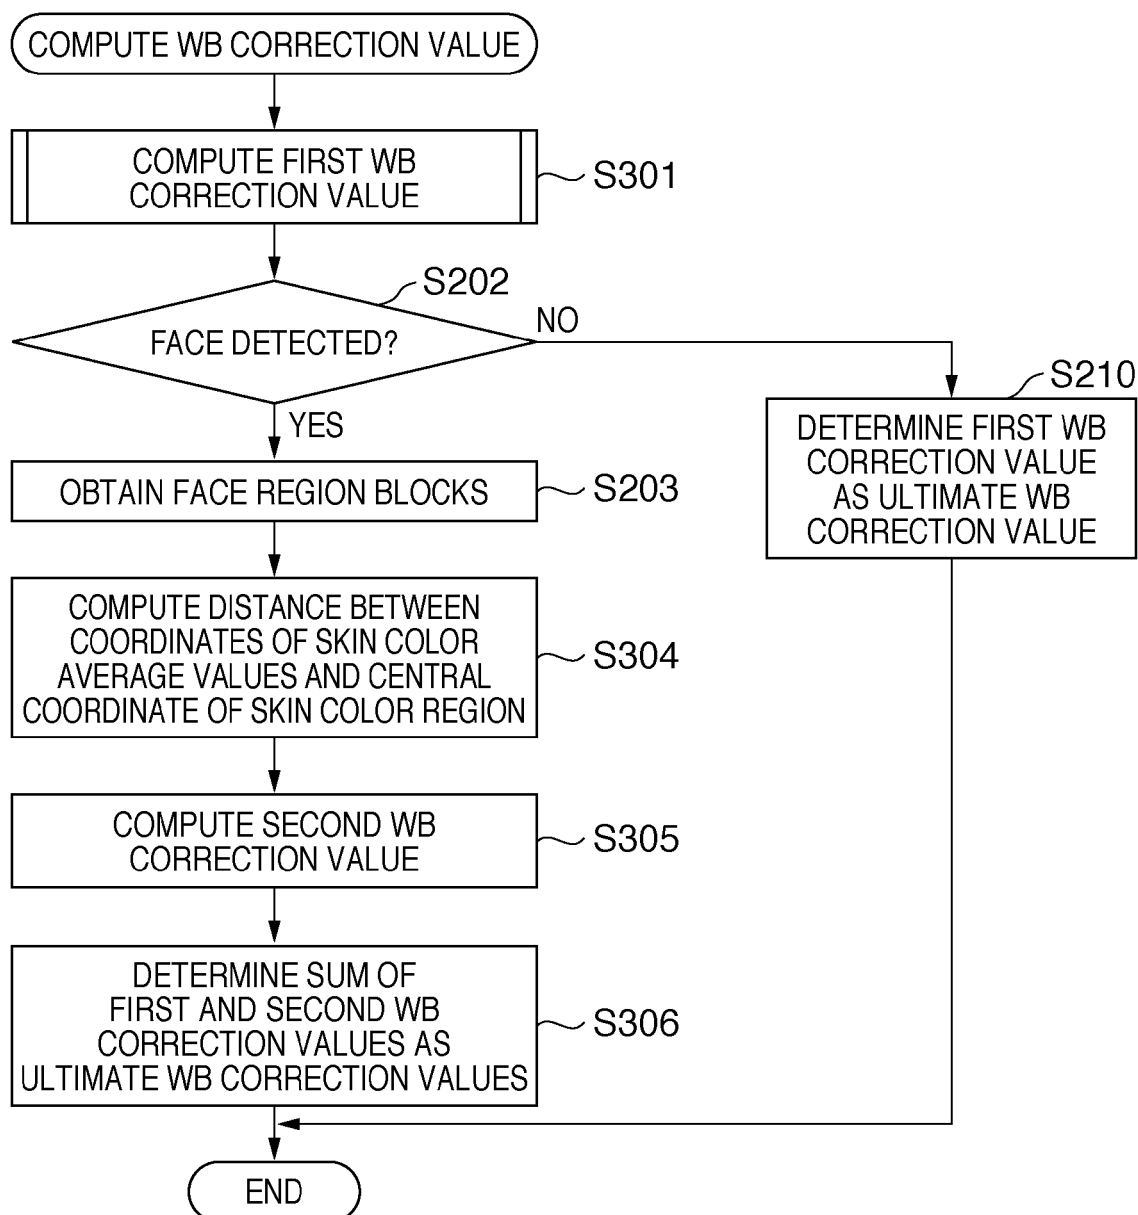 COMPUTE WB CORRECTION VALUE
COMPUTE FIRST WB
CORRECTION VALUE
S301
S202
FACE DETECTED?
NO
YES
S210
DETERMINE FIRST WB
CORRECTION VALUE
AS ULTIMATE WB
CORRECTION VALUE
OBTAIN FACE REGION BLOCKS
S203
COMPUTE DISTANCE BETWEEN
COORDINATES OF SKIN COLOR
AVERAGE VALUES AND CENTRAL
COORDINATE OF SKIN COLOR REGION
S304
COMPUTE SECOND WB
CORRECTION VALUE
S305
DETERMINE SUM OF
FIRST AND SECOND WB
CORRECTION VALUES AS
ULTIMATE WB CORRECTION VALUES
S306
END